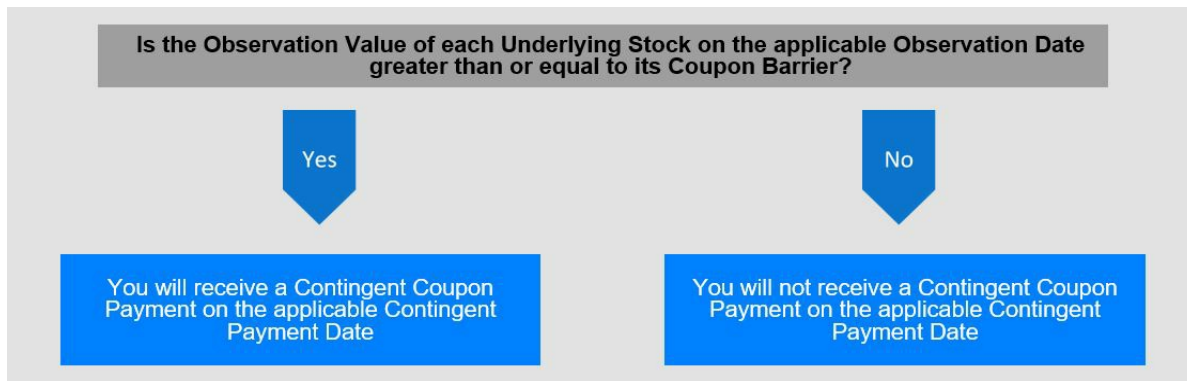 Is the Observation Value of each Underlying Stock on the applicable Observation Date
greater than or equal to its Coupon Barrier?
Yes
No
You will receive a Contingent Coupon
Payment on the applicable Contingent
Payment Date
You will not receive a Contingent Coupon
Payment on the applicable Contingent
Payment Date